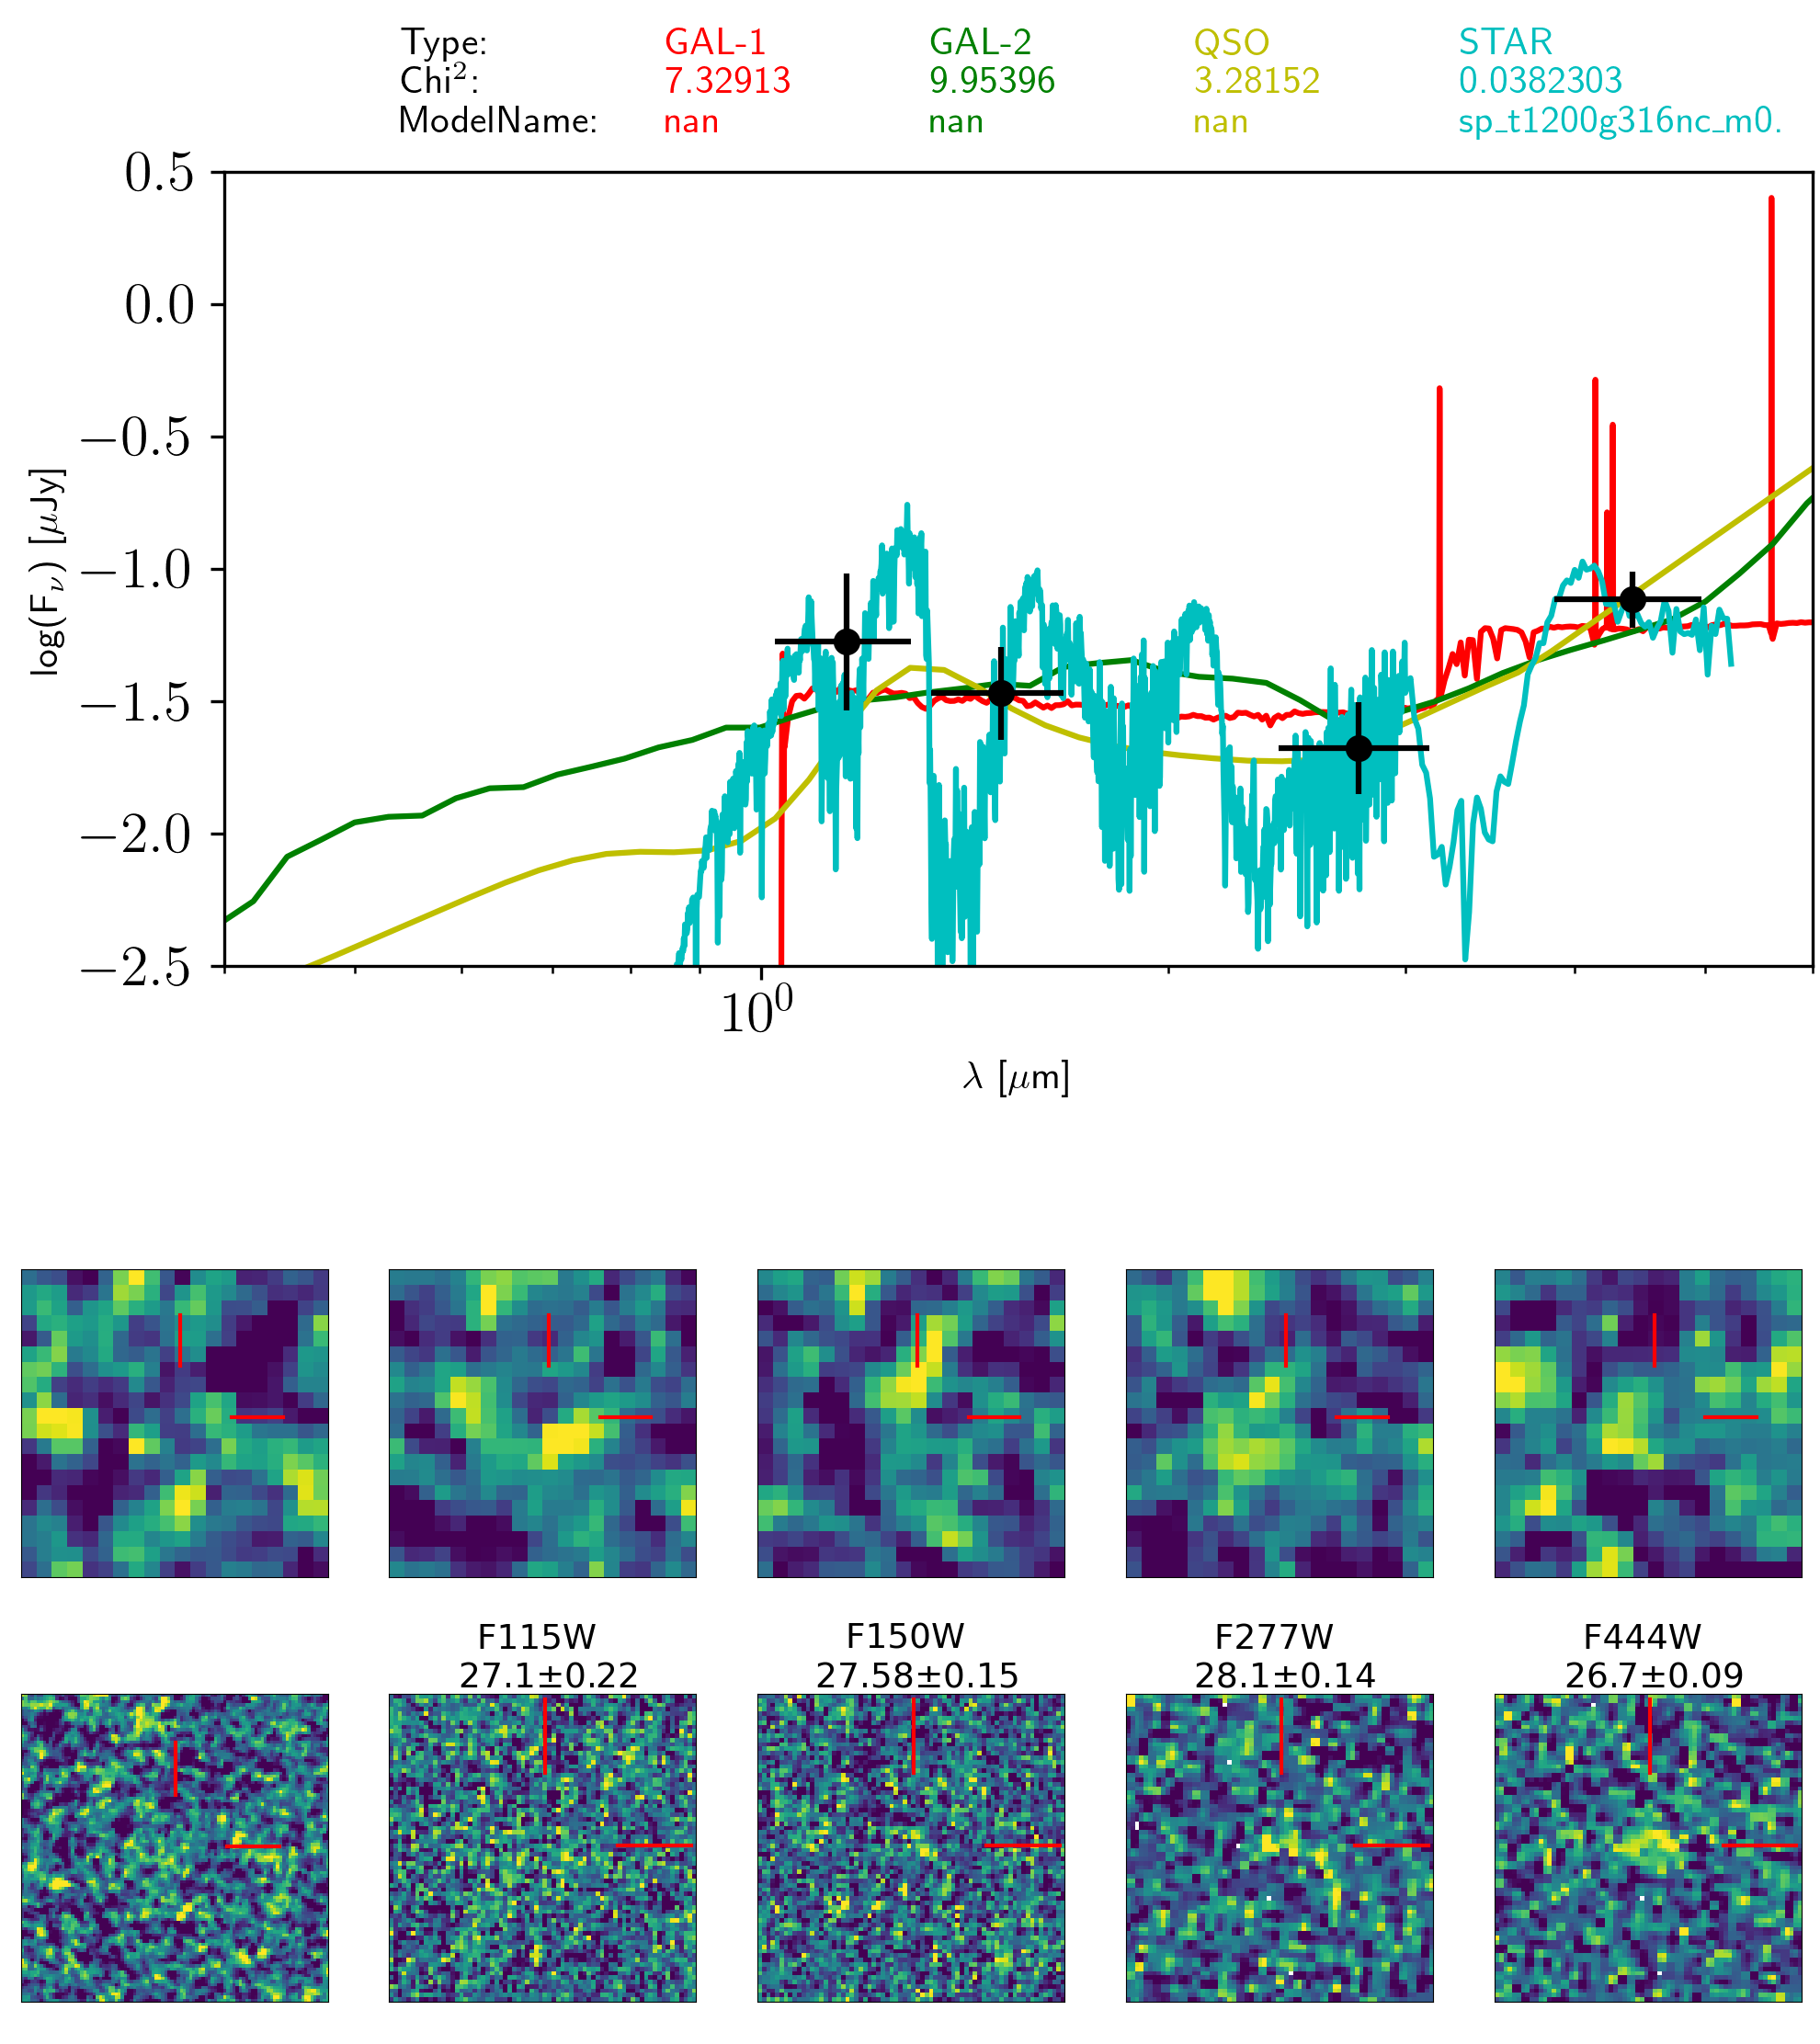 Type: GAL-1 GAL-2 QSO STAR
Chi²: 7.32913 9.95396 3.28152 0.0382303
ModelName: nan nan nan sp_t1200g316nc_m0.
0.5
0.0
−0.5
−1.0
−1.5
−2.0
−2.5
log(Fν) [μJy]
10⁰
λ [μm]
F115W F150W F277W F444W
27.1±0.22 27.58±0.15 28.1±0.14 26.7±0.09